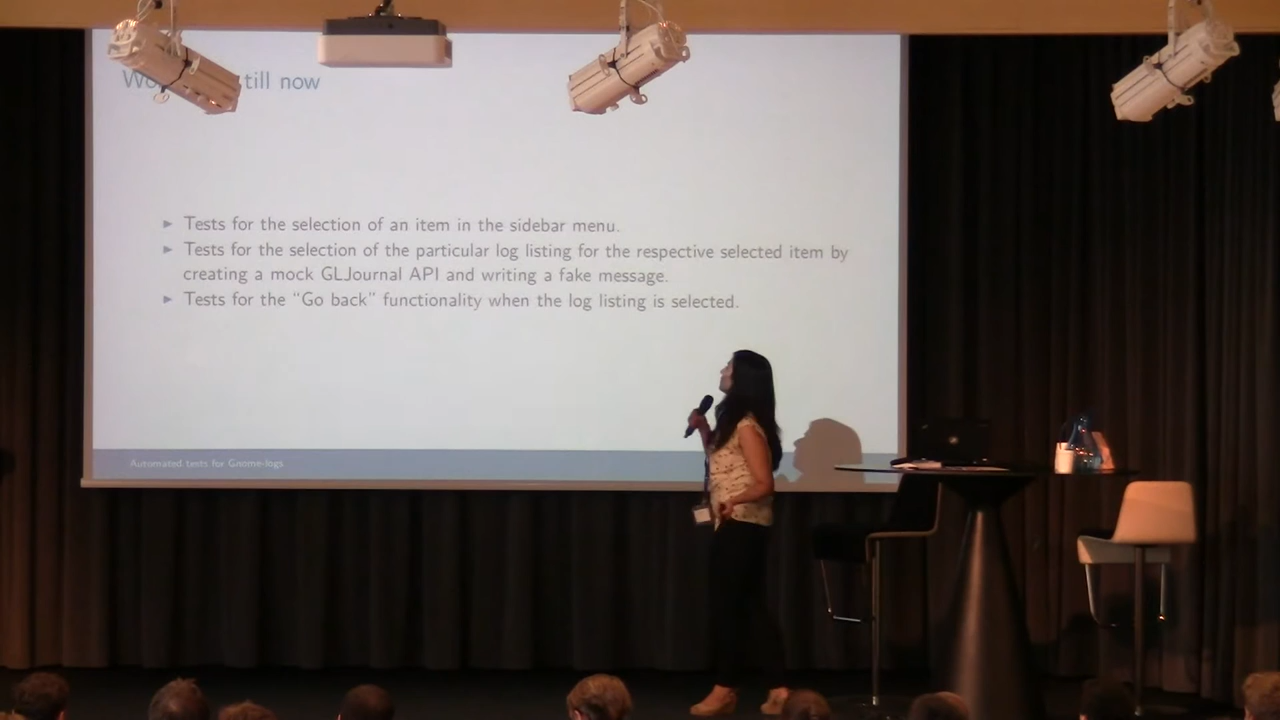 till now
► Tests for the selection of an item in the sidebar menu.
► Tests for the selection of the particular log listing for the respective selected item by
creating a mock GLJournal API and writing a fake message.
► Tests for the “Go back” functionality when the log listing is selected.
Automated tests for Gnome-logs